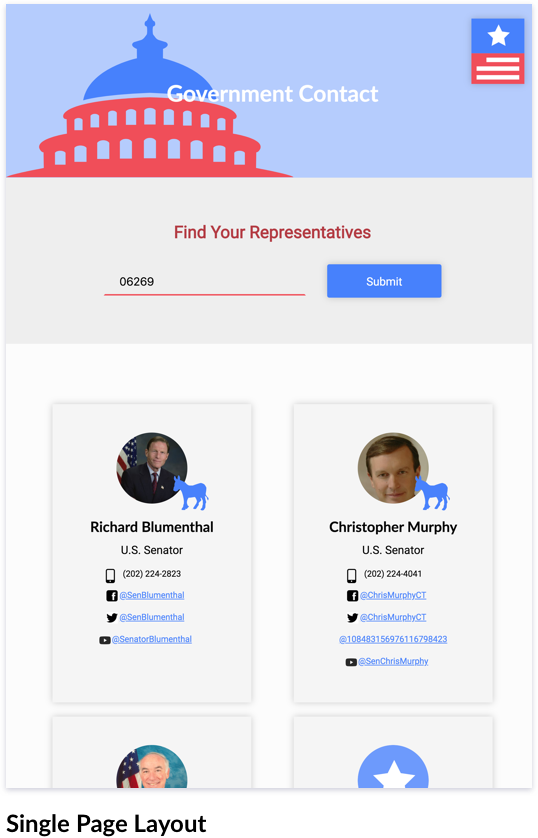 Government Contact
Find Your Representatives
06269
Submit
Richard Blumenthal
U.S. Senator
(202) 224-2823
@SenBlumenthal
@SenBlumenthal
@SenatorBlumenthal
Christopher Murphy
U.S. Senator
(202) 224-4041
@ChrisMurphyCT
@ChrisMurphyCT
@108483156976116798423
@SenChrisMurphy
Single Page Layout